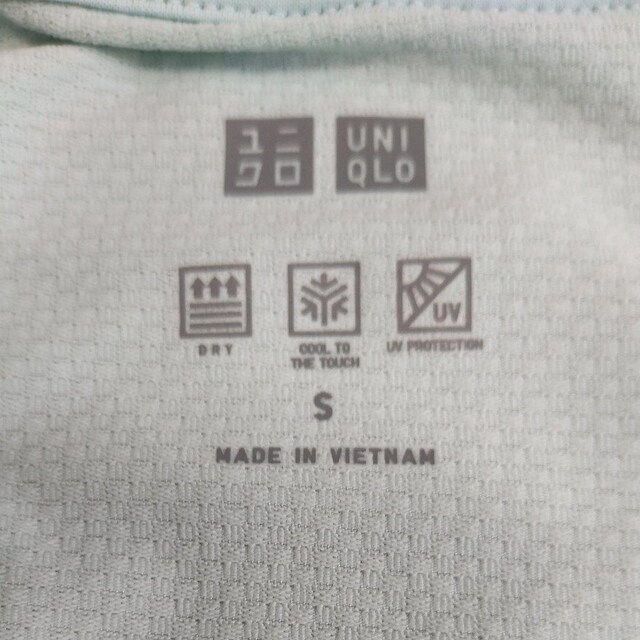 ユニ UNI
クロ QLO
UV
DRY COOL TO UV PROTECTION
THE TOUCH
S
MADE IN VIETNAM